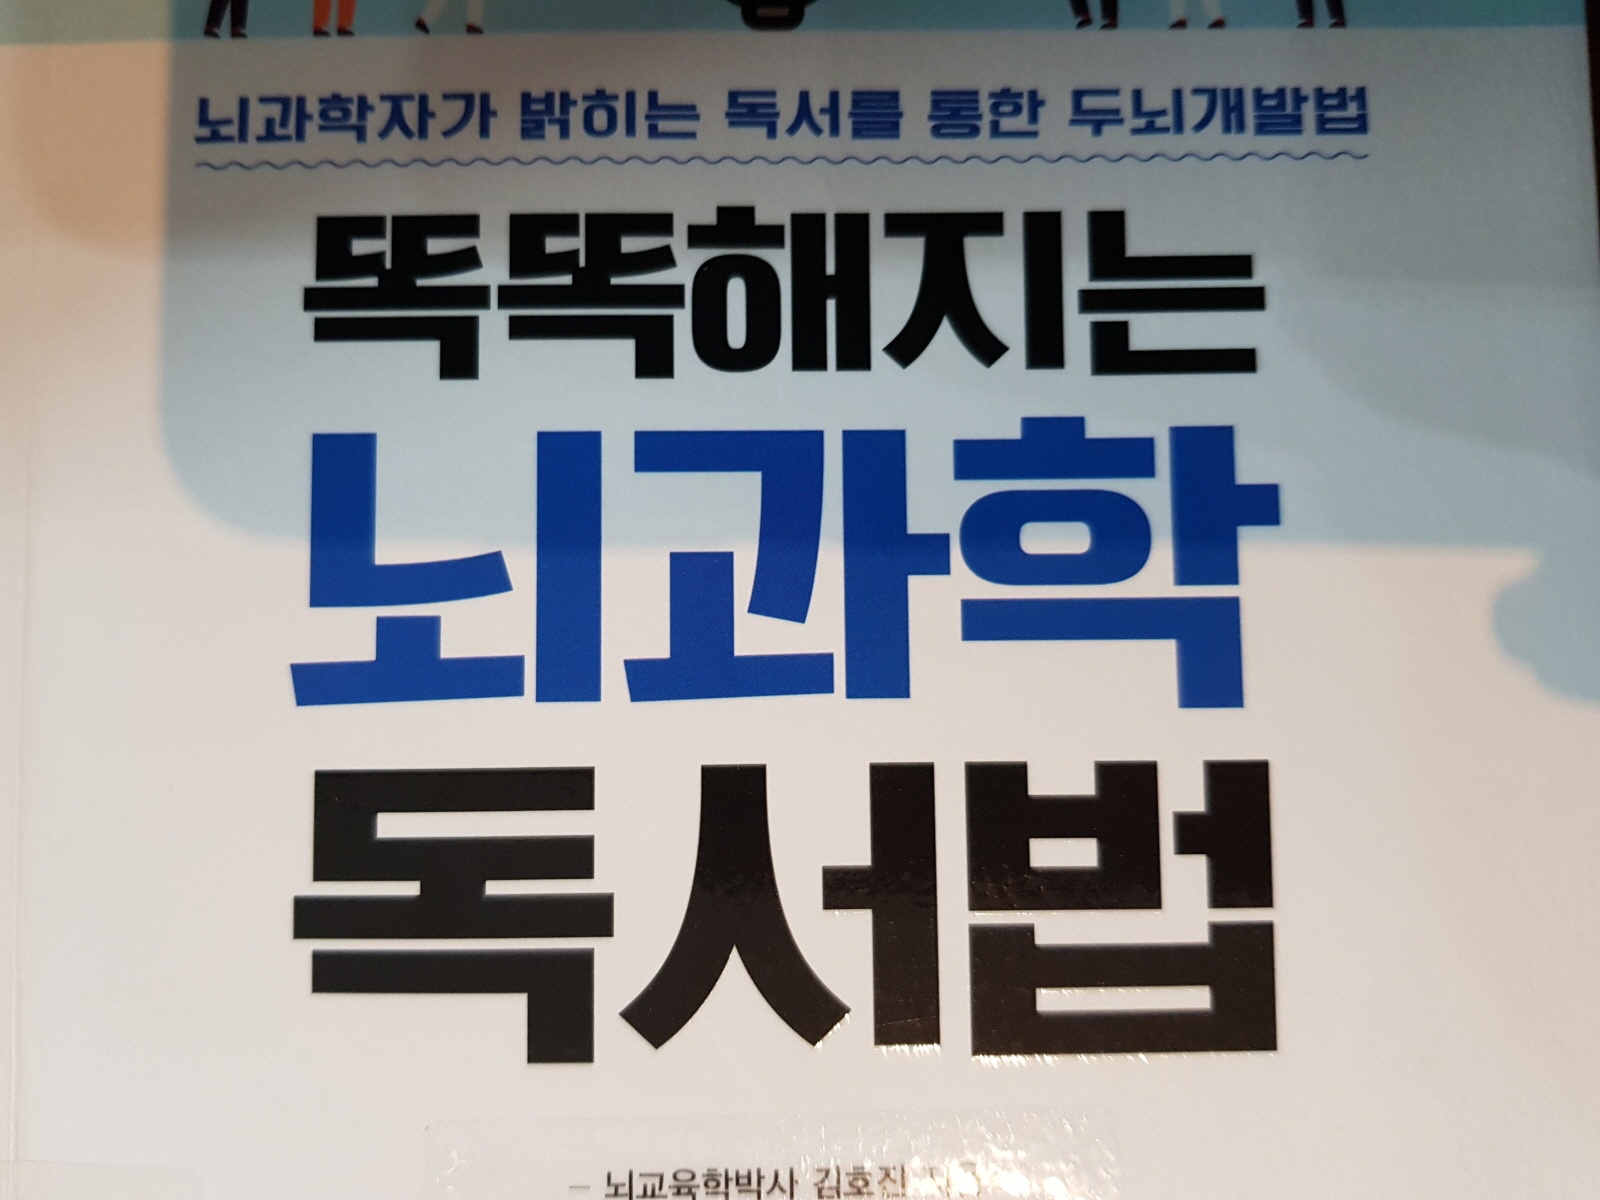 뇌과학자가 밝히는 독서를 통한 두뇌개발법
똑똑해지는
뇌과학
독서법
- 뇌교육학박사 김호진